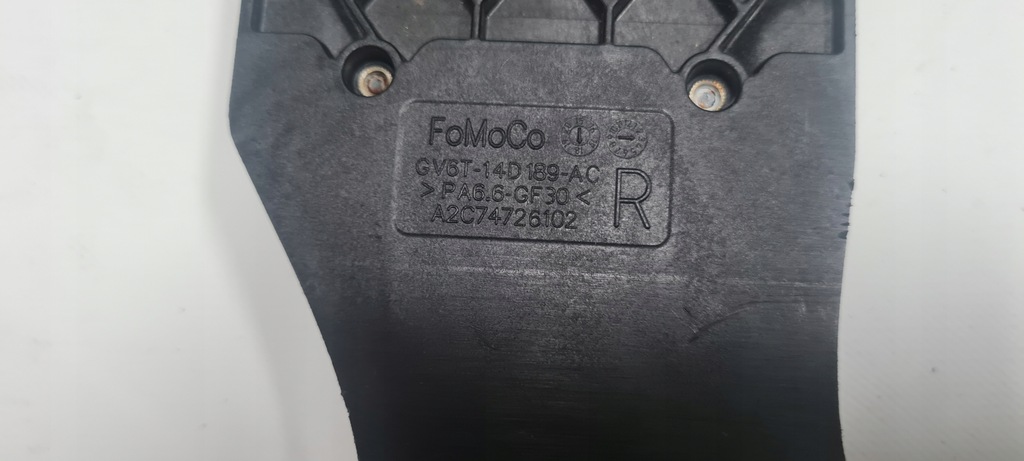 FoMoCo
GV6T-14D189-AC
>PA6.6-GF30<
A2C74726102
R